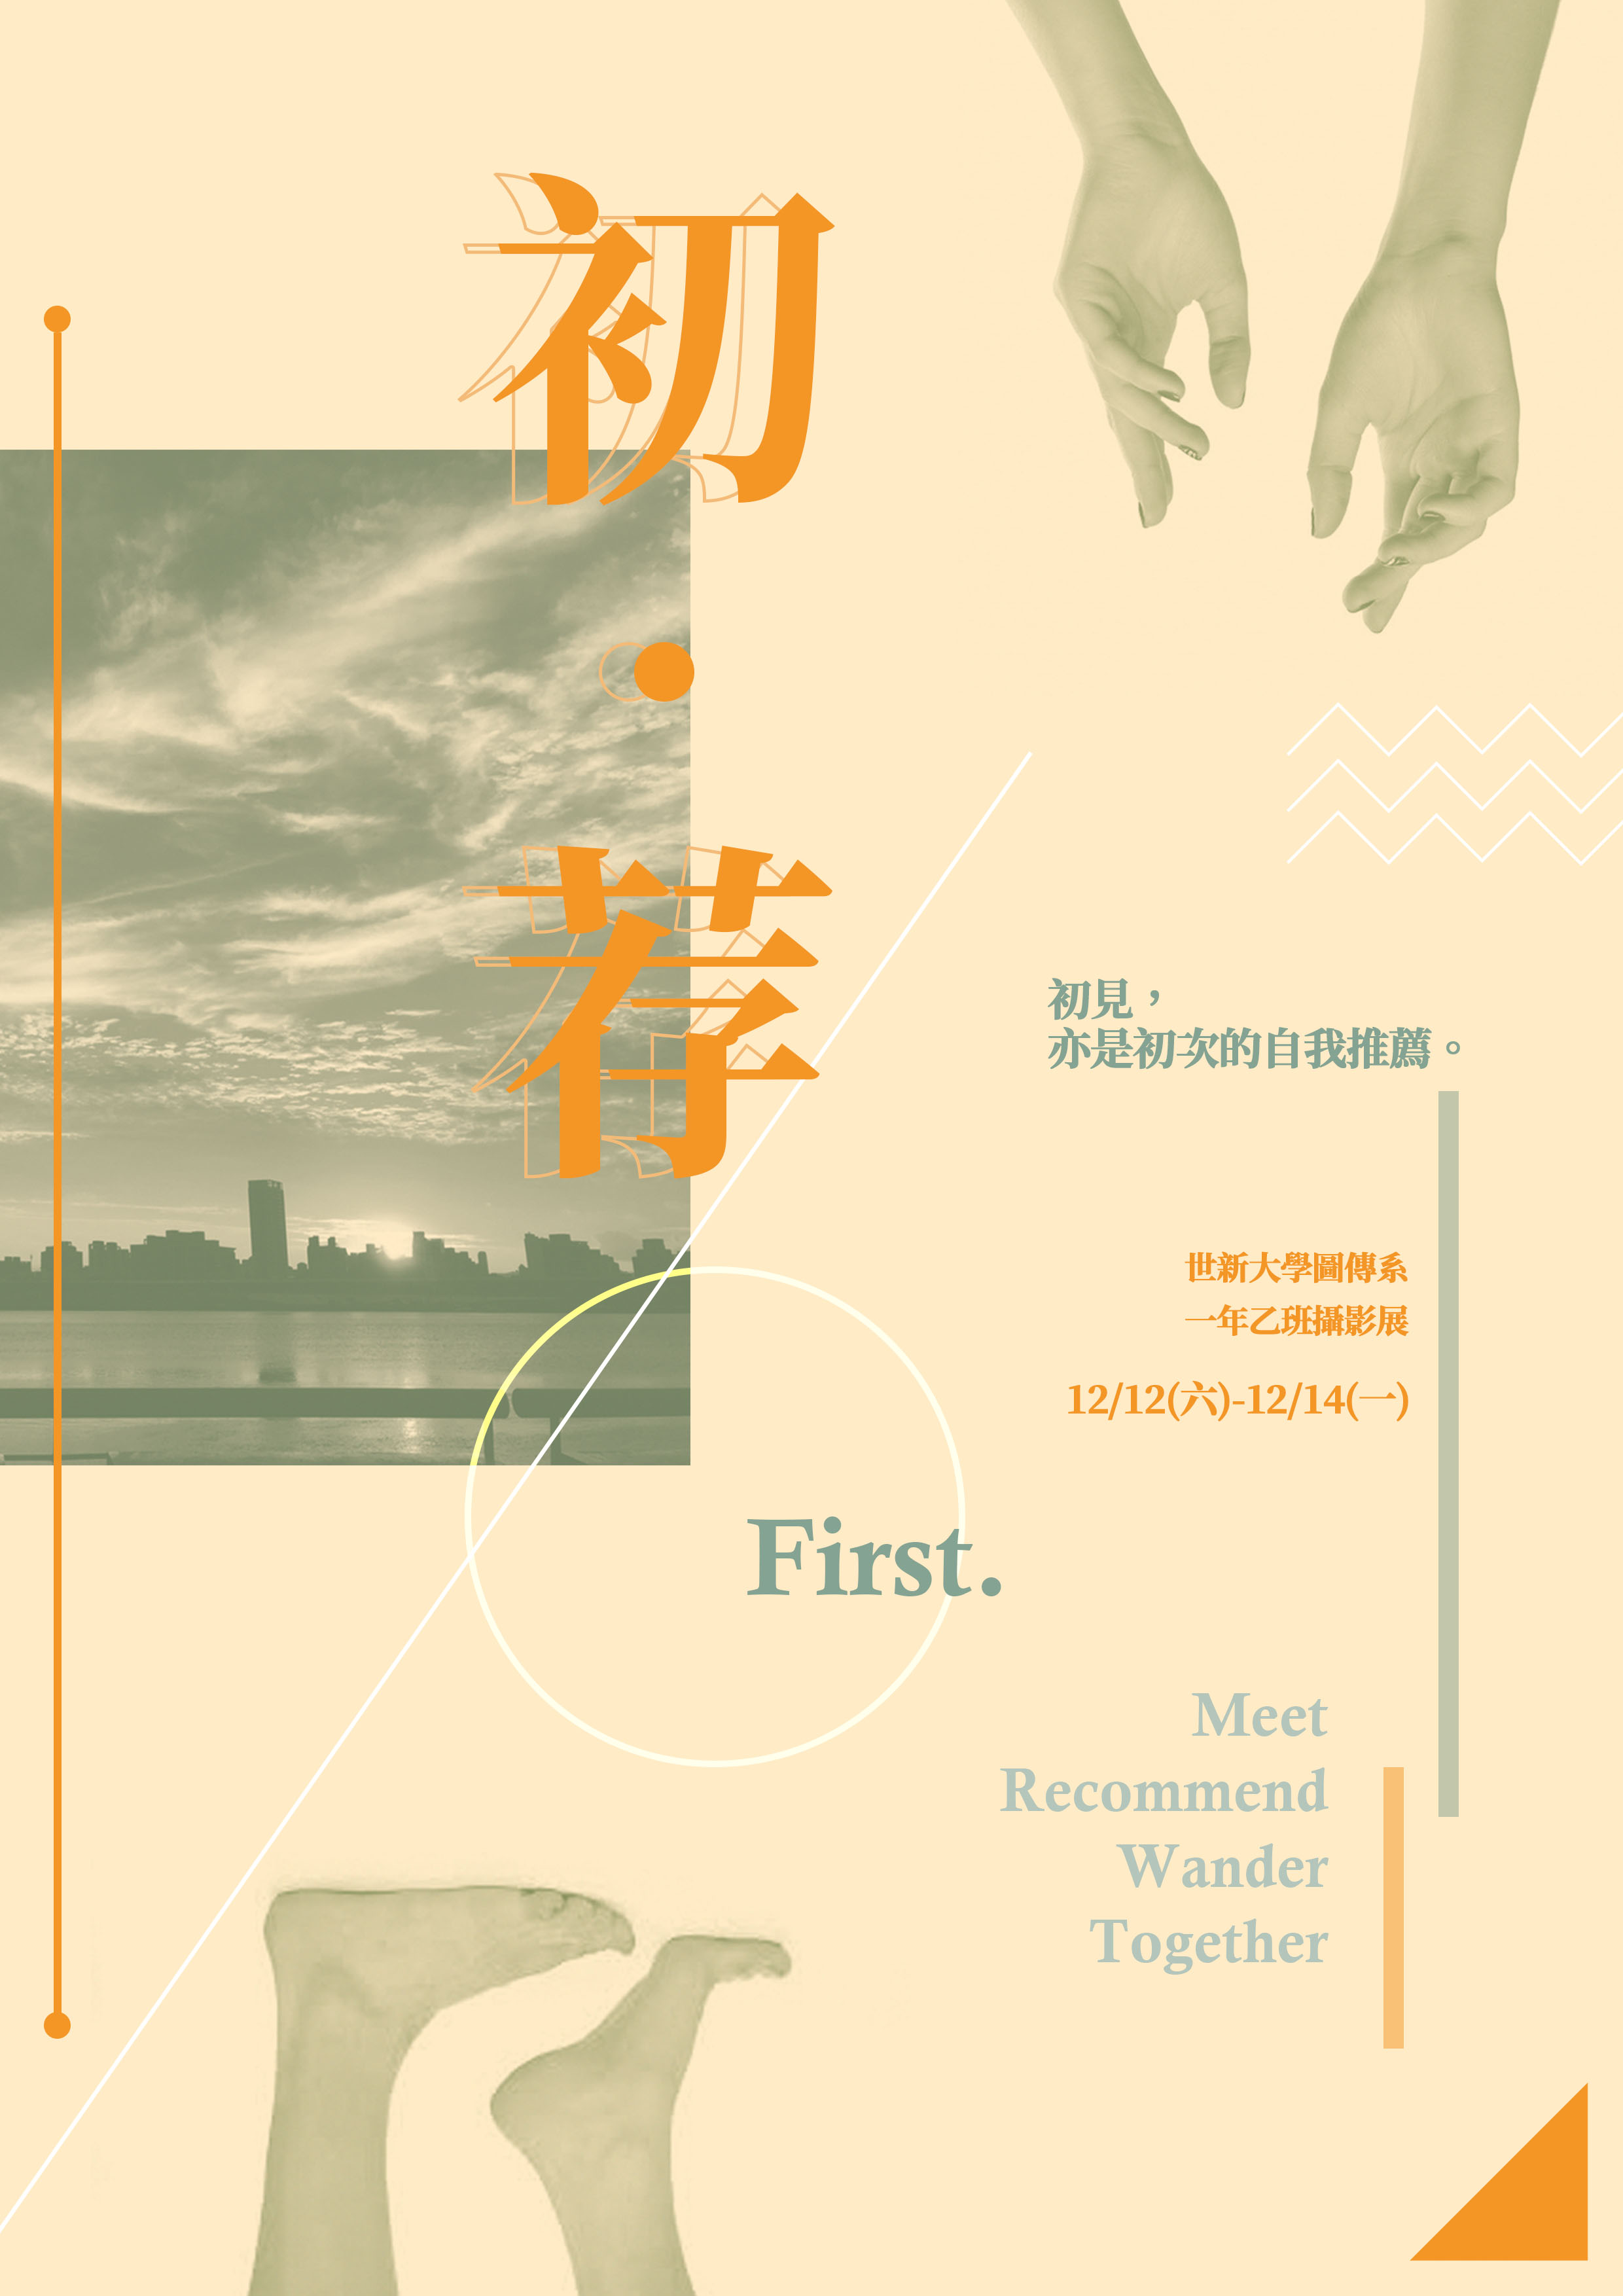 初
·
荐
初見，
亦是初次的自我推薦。
世新大學圖傳系
一年乙班攝影展
12/12(六)-12/14(一)
First.
Meet
Recommend
Wander
Together